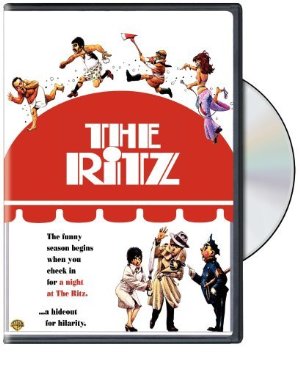 THE
RITZ
The funny
season begins
when you
check in
for a night
at The Ritz.
...a hideout
for hilarity.